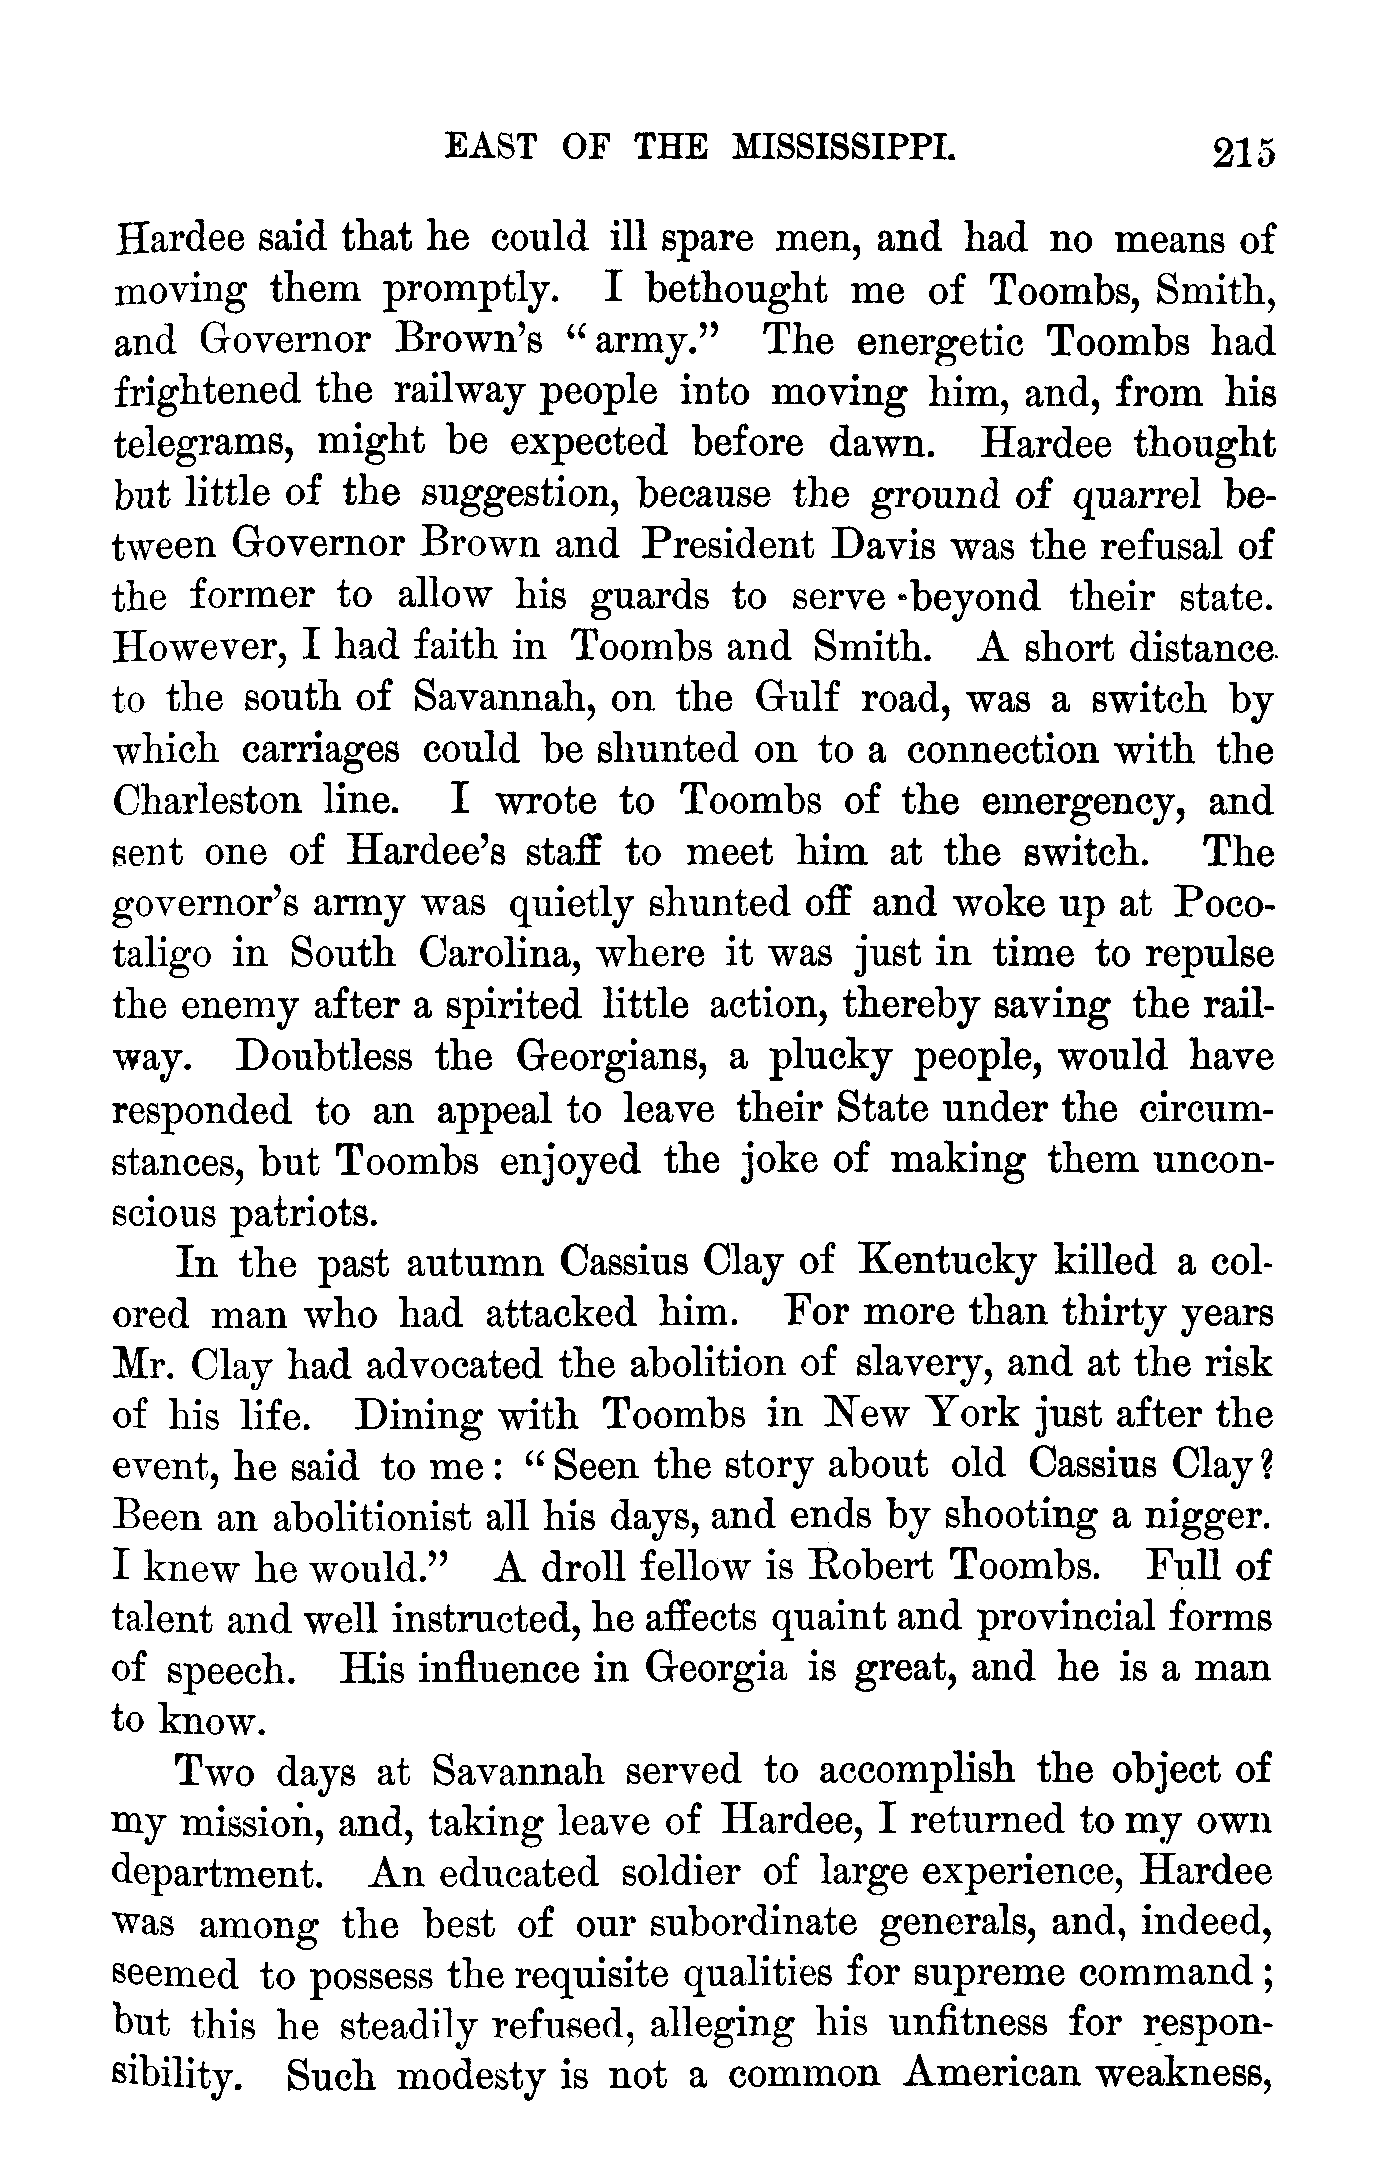 EAST OF THE MISSISSIPPI. 215
Hardee said that he could ill spare men, and had no means of
moving them promptly. I bethought me of Toombs, Smith,
and Governor Brown's "army." The energetic Toombs had
frightened the railway people into moving him, and, from his
telegrams, might be expected before dawn. Hardee thought
but little of the suggestion, because the ground of quarrel be-
tween Governor Brown and President Davis was the refusal of
the former to allow his guards to serve beyond their state.
However, I had faith in Toombs and Smith. A short distance
to the south of Savannah, on the Gulf road, was a switch by
which carriages could be shunted on to a connection with the
Charleston line. I wrote to Toombs of the emergency, and
sent one of Hardee's staff to meet him at the switch. The
governor's army was quietly shunted off and woke up at Poco-
taligo in South Carolina, where it was just in time to repulse
the enemy after a spirited little action, thereby saving the rail-
way. Doubtless the Georgians, a plucky people, would have
responded to an appeal to leave their State under the circum-
stances, but Toombs enjoyed the joke of making them uncon-
scious patriots.
In the past autumn Cassius Clay of Kentucky killed a col-
ored man who had attacked him. For more than thirty years
Mr. Clay had advocated the abolition of slavery, and at the risk
of his life. Dining with Toombs in New York just after the
event, he said to me: "Seen the story about old Cassius Clay?
Been an abolitionist all his days, and ends by shooting a nigger.
I knew he would." A droll fellow is Robert Toombs. Full of
talent and well instructed, he affects quaint and provincial forms
of speech. His influence in Georgia is great, and he is a man
to know.
Two days at Savannah served to accomplish the object of
my mission, and, taking leave of Hardee, I returned to my own
department. An educated soldier of large experience, Hardee
was among the best of our subordinate generals, and, indeed,
seemed to possess the requisite qualities for supreme command;
but this he steadily refused, alleging his unfitness for respon-
sibility. Such modesty is not a common American weakness,